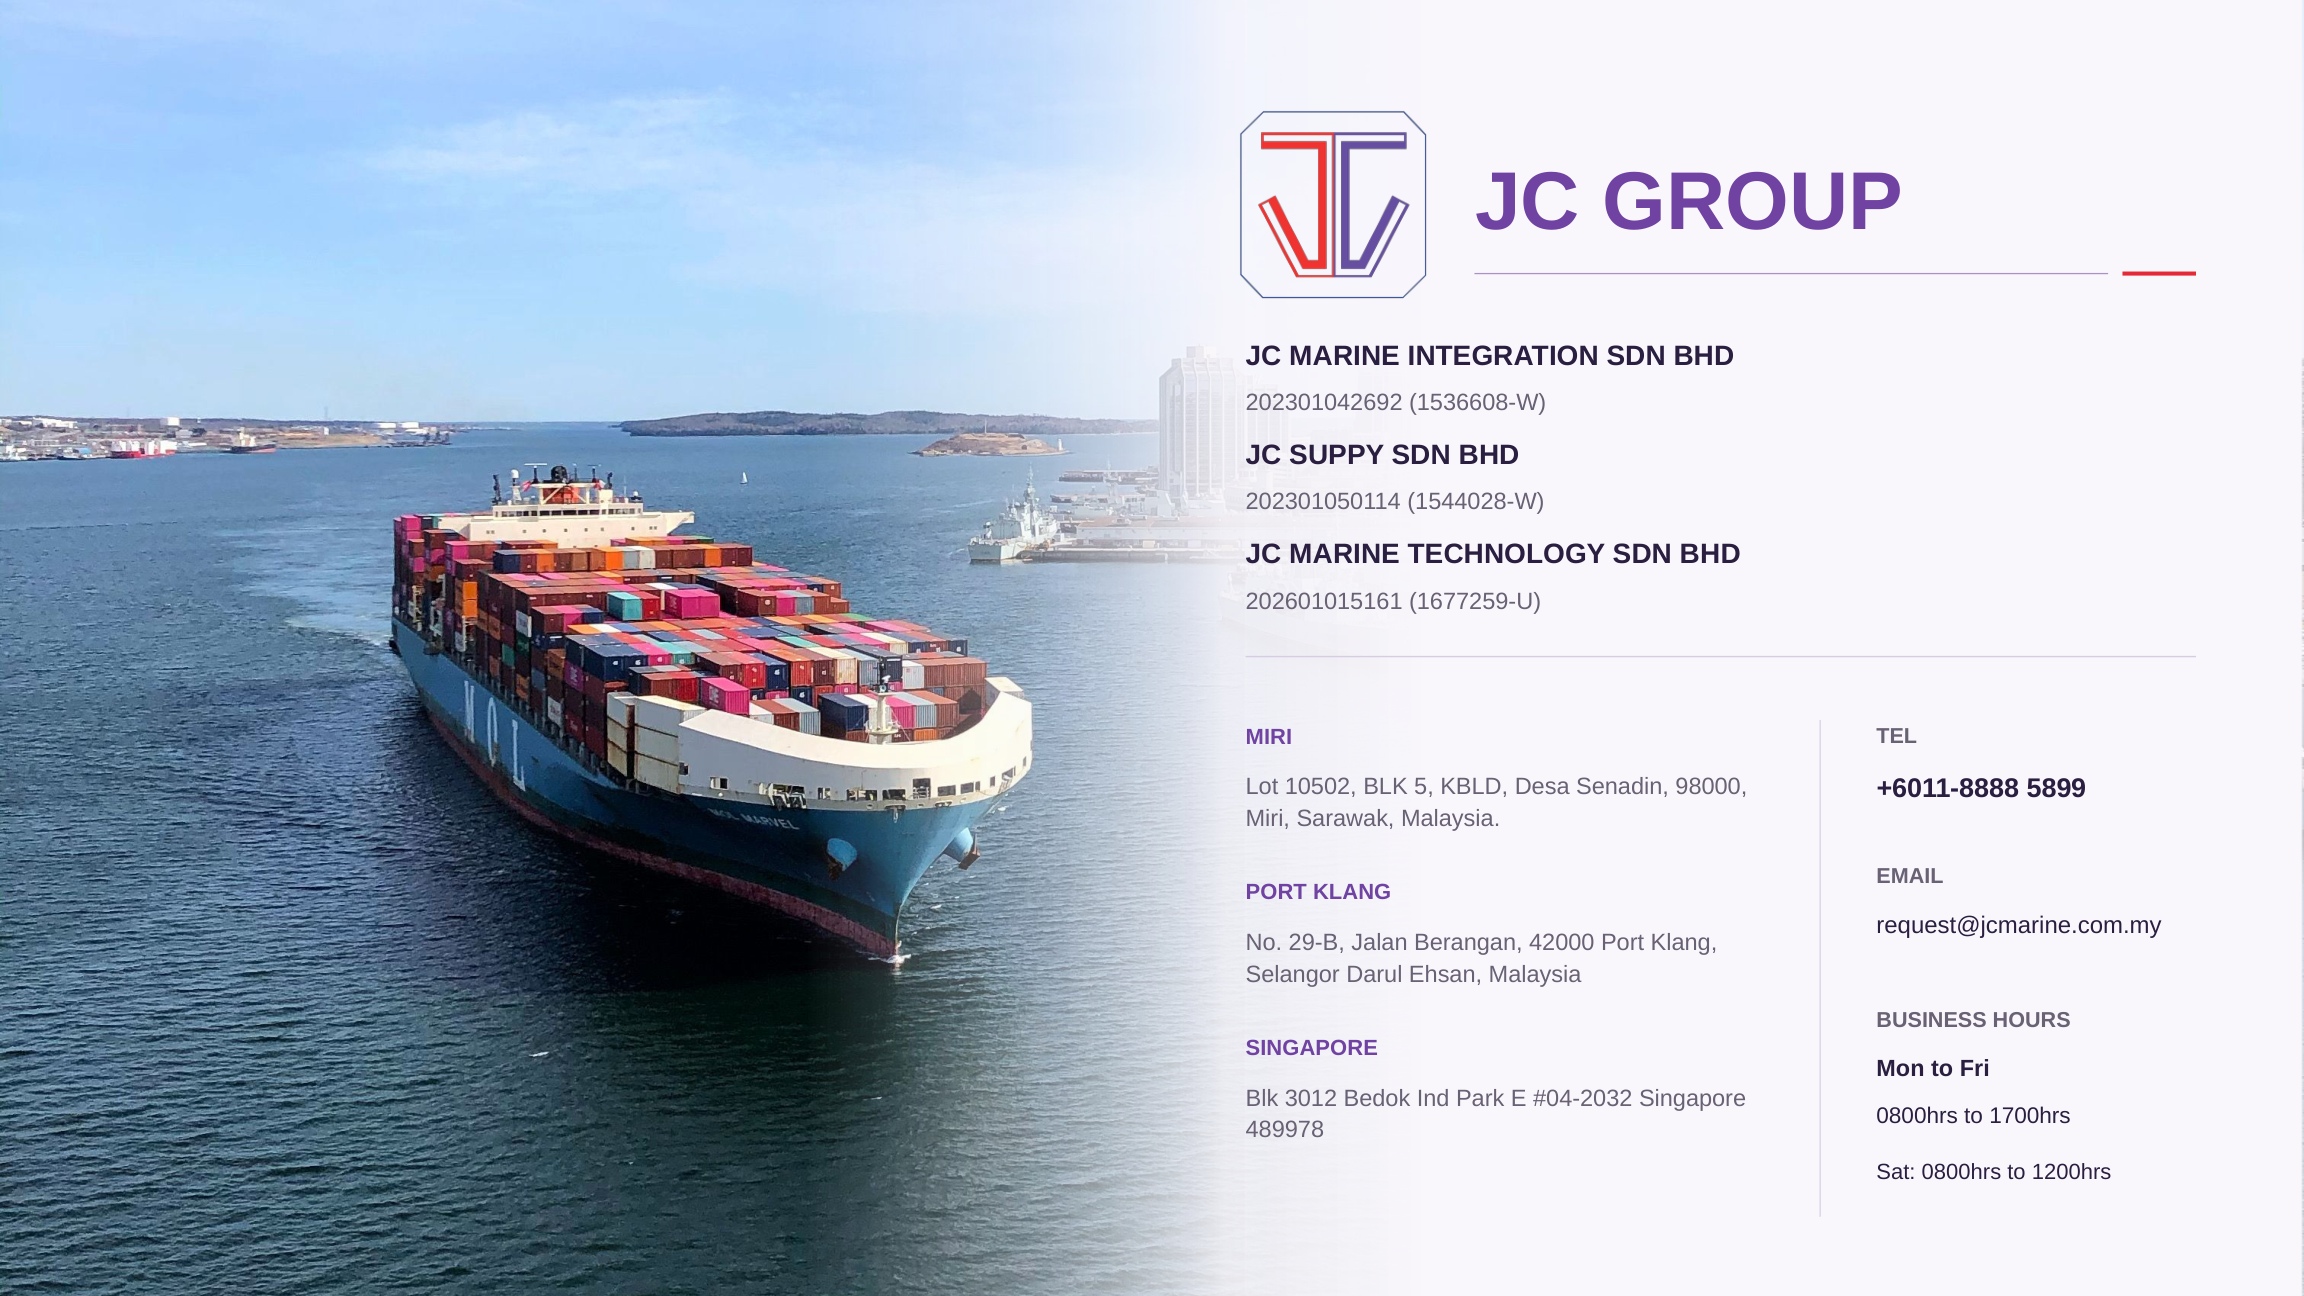 JC GROUP
JC MARINE INTEGRATION SDN BHD
202301042692 (1536608-W)
JC SUPPY SDN BHD
202301050114 (1544028-W)
JC MARINE TECHNOLOGY SDN BHD
202601015161 (1677259-U)
MIRI
Lot 10502, BLK 5, KBLD, Desa Senadin, 98000,
Miri, Sarawak, Malaysia.
PORT KLANG
No. 29-B, Jalan Berangan, 42000 Port Klang,
Selangor Darul Ehsan, Malaysia
SINGAPORE
Blk 3012 Bedok Ind Park E #04-2032 Singapore
489978
TEL
+6011-8888 5899
EMAIL
request@jcmarine.com.my
BUSINESS HOURS
Mon to Fri
0800hrs to 1700hrs
Sat: 0800hrs to 1200hrs
MOL
MOL MARVEL